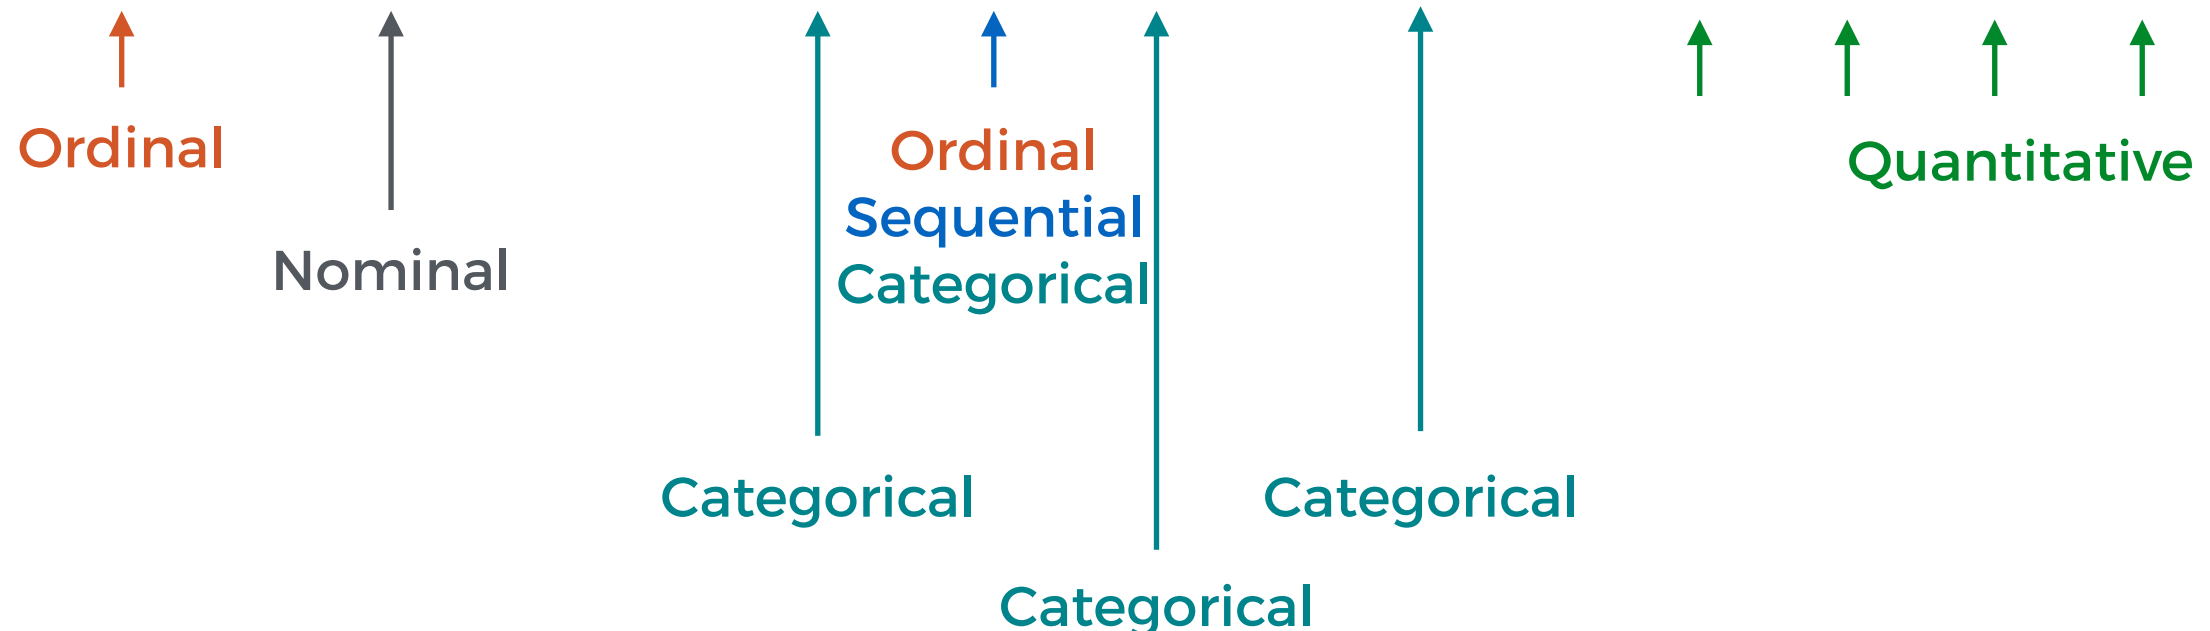 Ordinal
Nominal
Ordinal
Sequential
Categorical
Quantitative
Categorical
Categorical
Categorical